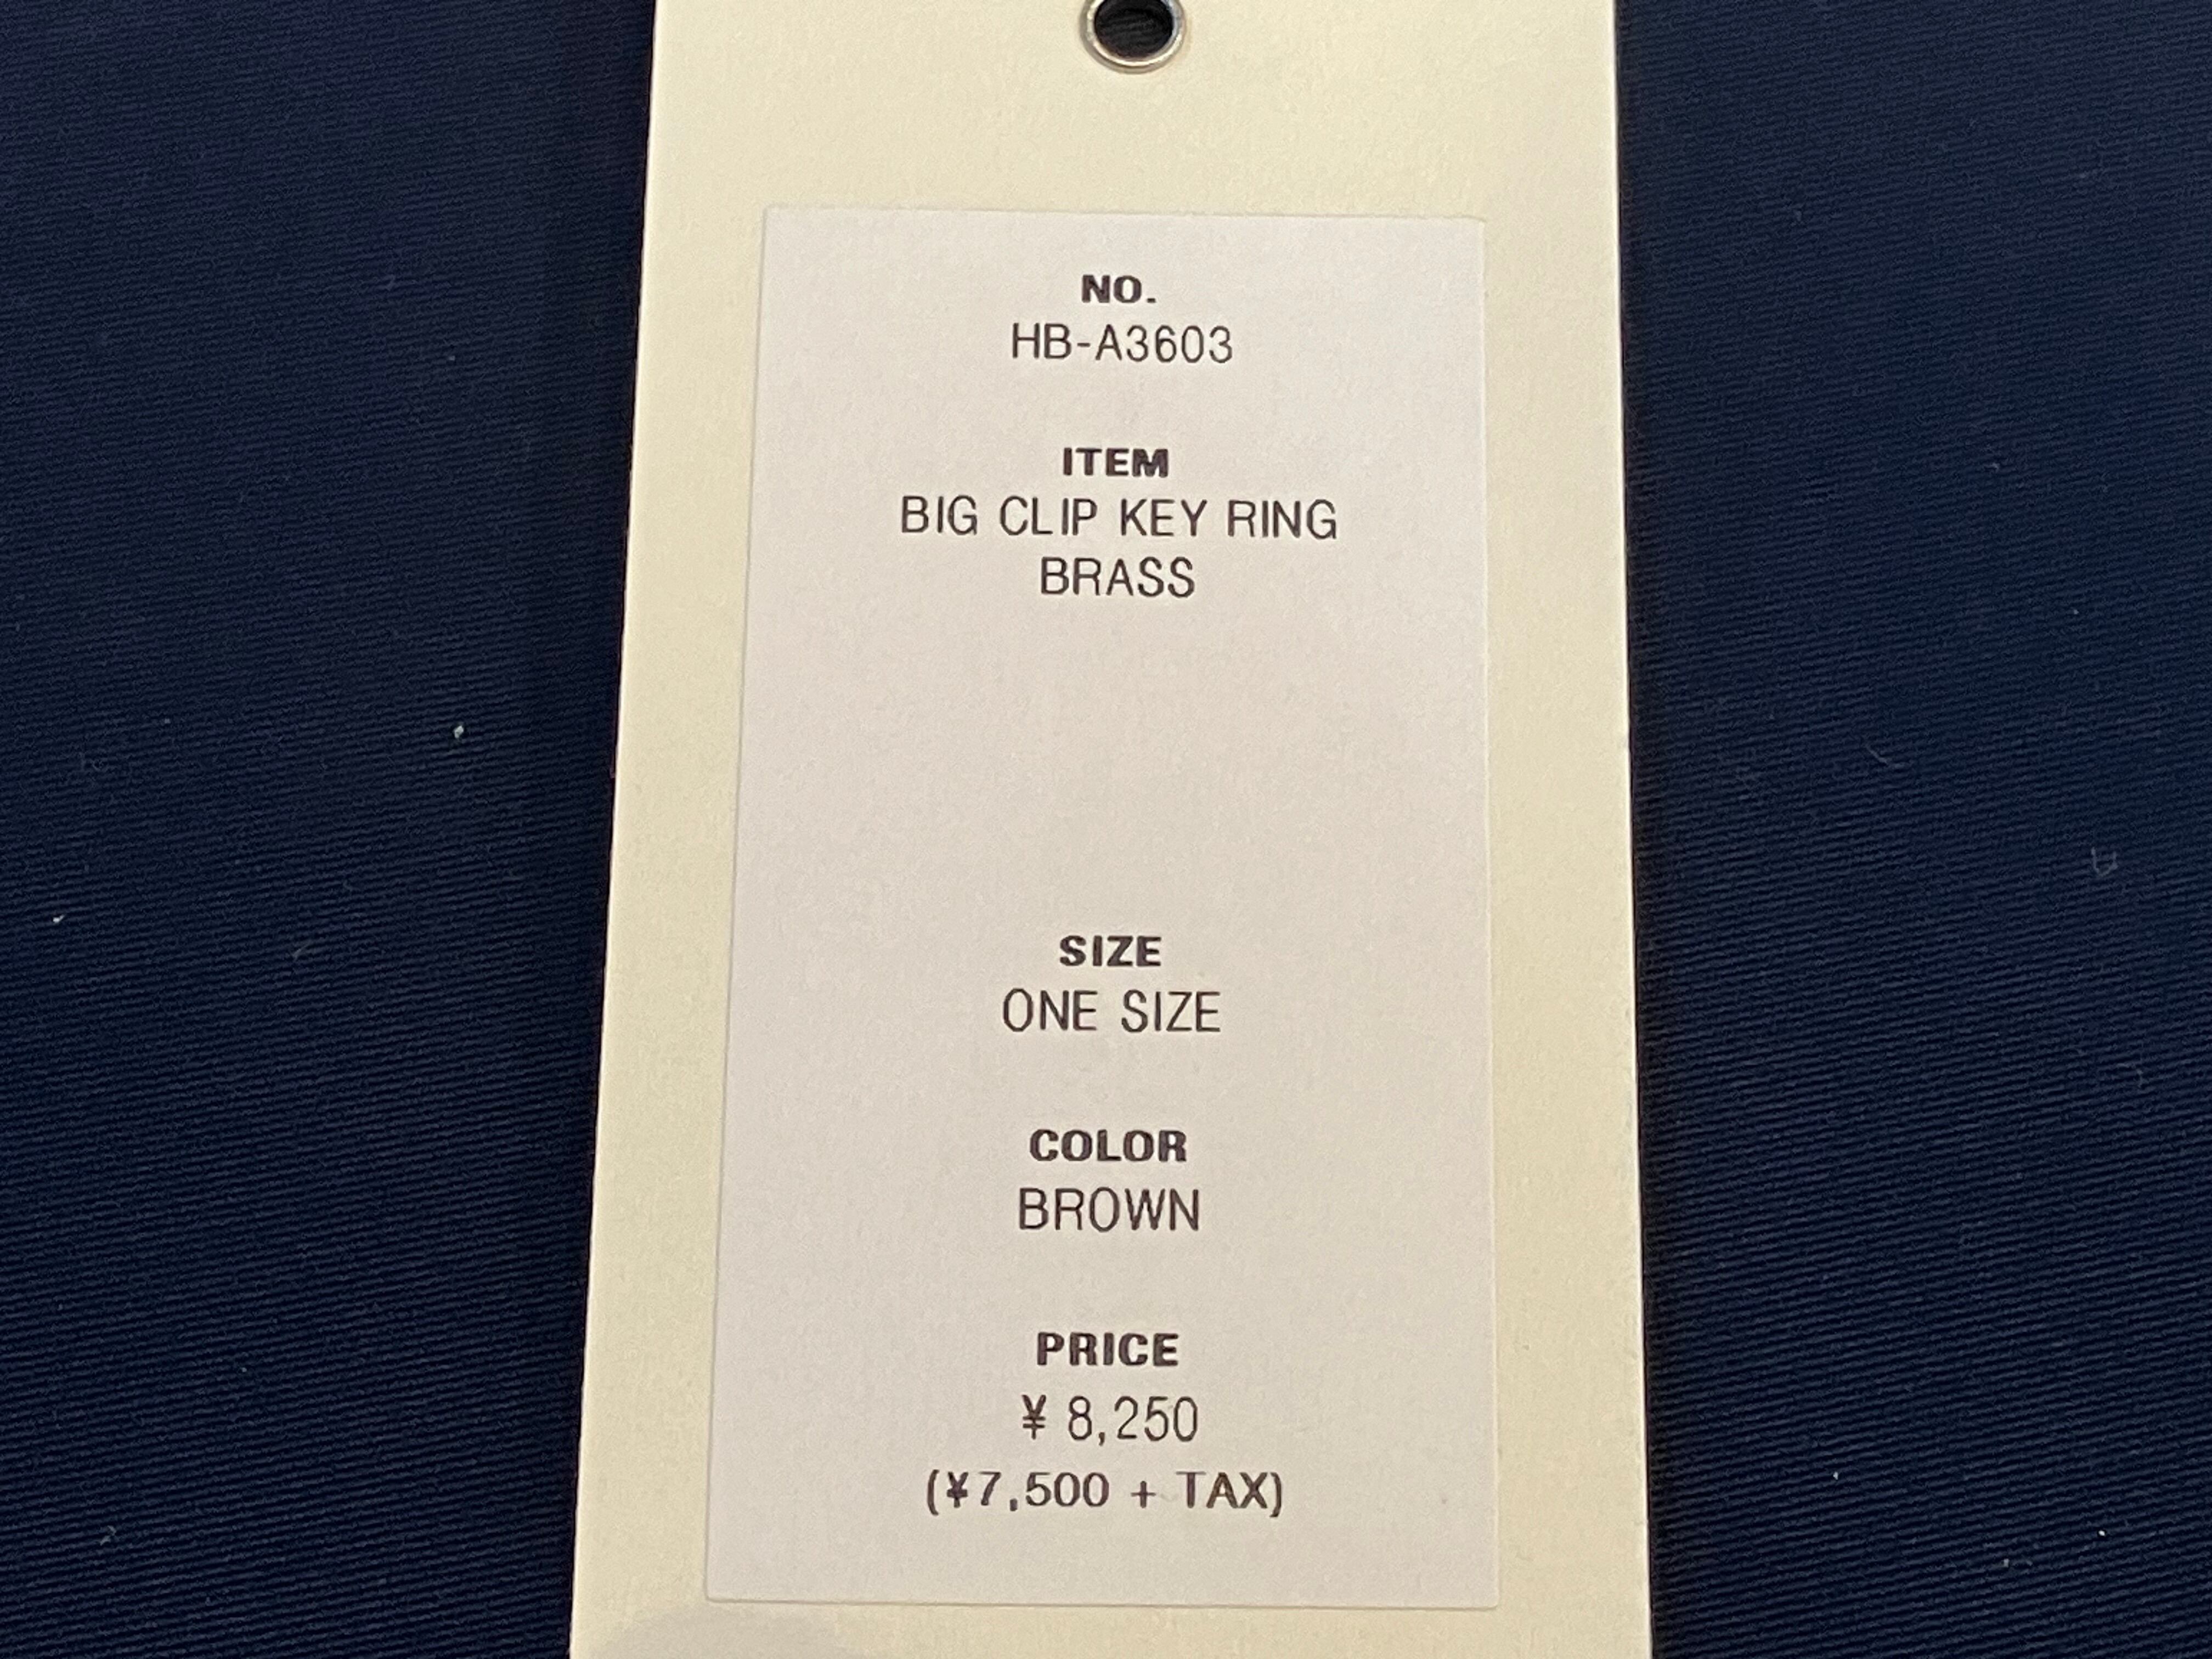 NO.
HB-A3603
ITEM
BIG CLIP KEY RING
BRASS
SIZE
ONE SIZE
COLOR
BROWN
PRICE
¥ 8,250
(¥7,500 + TAX)